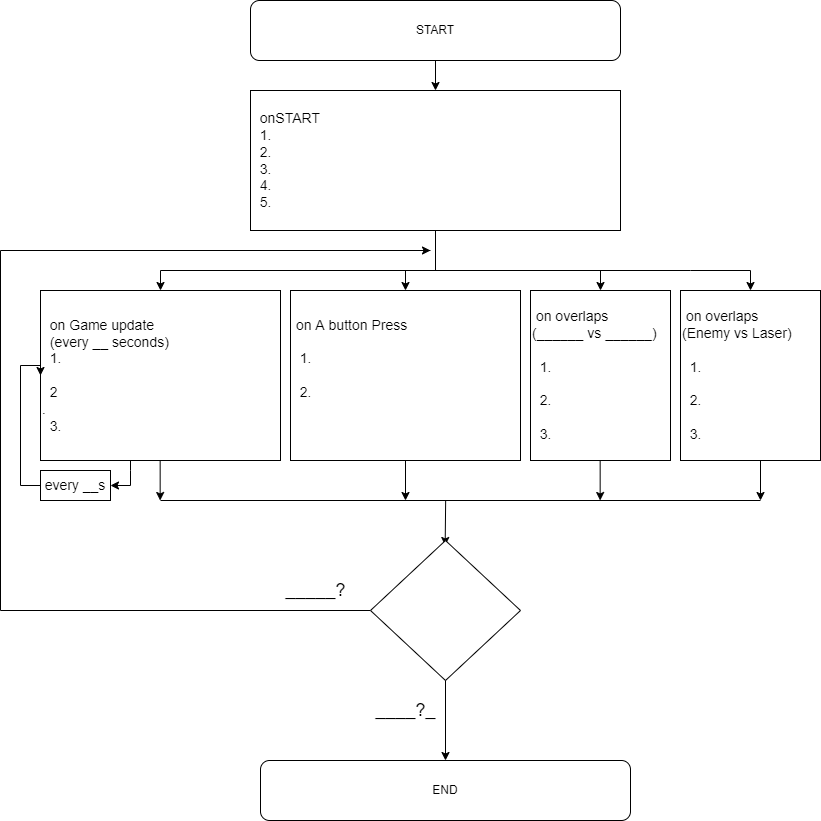 START
onSTART
1.
2.
3.
4.
5.
on Game update
(every __ seconds)
1.
2
.
3.
every __s
on A button Press
1.
2.
on overlaps
(______ vs ______)
1.
2.
3.
on overlaps
(Enemy vs Laser)
1.
2.
3.
_____?
____?_
END